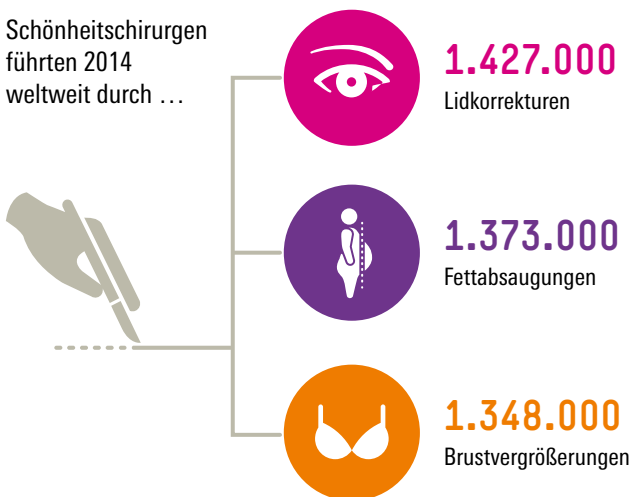 Schönheitschirurgen
führten 2014
weltweit durch …
1.427.000
Lidkorrekturen
1.373.000
Fettabsaugungen
1.348.000
Brustvergrößerungen